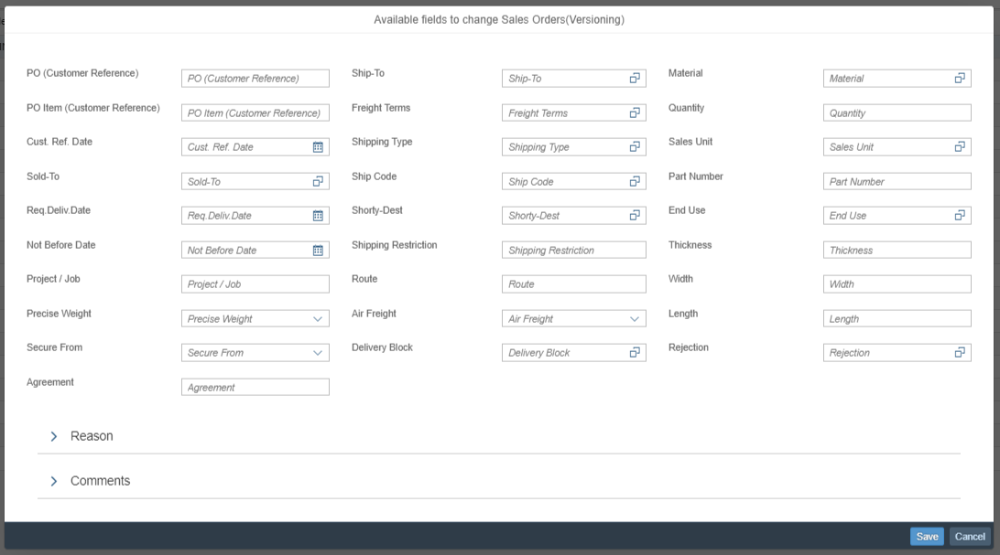 Available fields to change Sales Orders(Versioning)
PO (Customer Reference) PO (Customer Reference) Ship-To Ship-To Material Material
PO Item (Customer Reference) PO Item (Customer Reference) Freight Terms Freight Terms Quantity Quantity
Cust. Ref. Date Cust. Ref. Date Shipping Type Shipping Type Sales Unit Sales Unit
Sold-To Sold-To Ship Code Ship Code Part Number Part Number
Req.Deliv.Date Req.Deliv.Date Shorty-Dest Shorty-Dest End Use End Use
Not Before Date Not Before Date Shipping Restriction Shipping Restriction Thickness Thickness
Project / Job Project / Job Route Route Width Width
Precise Weight Precise Weight Air Freight Air Freight Length Length
Secure From Secure From Delivery Block Delivery Block Rejection Rejection
Agreement Agreement
Reason
Comments
Save Cancel